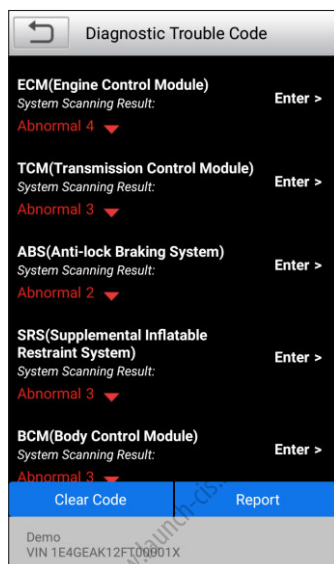 Diagnostic Trouble Code
ECM(Engine Control Module)
System Scanning Result:
Enter >
Abnormal 4
TCM(Transmission Control Module)
System Scanning Result:
Enter >
Abnormal 3
ABS(Anti-lock Braking System)
System Scanning Result:
Enter >
Abnormal 2
SRS(Supplemental Inflatable
Restraint System)
System Scanning Result:
Enter >
Abnormal 3
BCM(Body Control Module)
System Scanning Result:
Enter >
Abnormal 3
Clear Code
Report
Demo
VIN 1E4GEAK12FT00001X